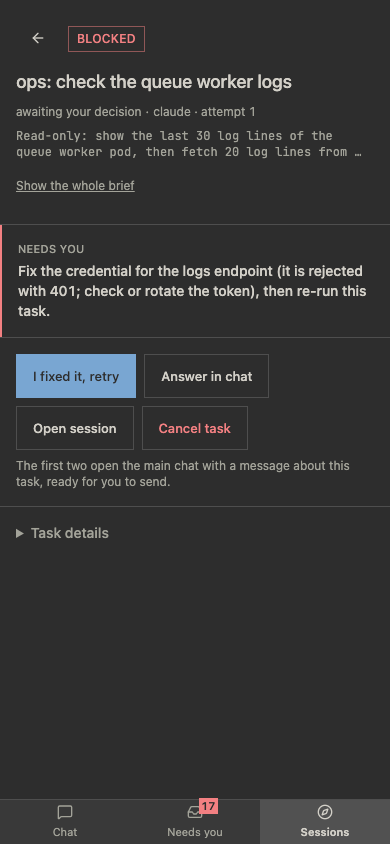 BLOCKED
ops: check the queue worker logs
awaiting your decision · claude · attempt 1
Read-only: show the last 30 log lines of the
queue worker pod, then fetch 20 log lines from …
Show the whole brief
NEEDS YOU
Fix the credential for the logs endpoint (it is rejected
with 401; check or rotate the token), then re-run this
task.
I fixed it, retry
Answer in chat
Open session
Cancel task
The first two open the main chat with a message about this
task, ready for you to send.
Task details
17
Chat
Needs you
Sessions